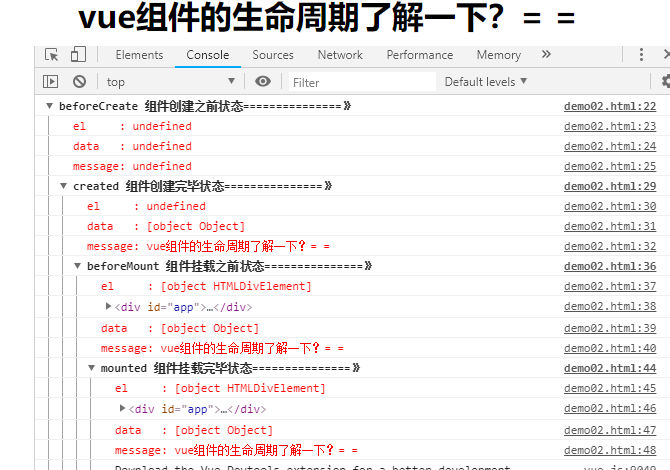 vue组件的生命周期了解一下？= =
Elements Console Sources Network Performance Memory »
top Filter Default levels
beforeCreate 组件创建之前状态===============》 demo02.html:22
el : undefined demo02.html:23
data : undefined demo02.html:24
message: undefined demo02.html:25
created 组件创建完毕状态===============》 demo02.html:29
el : undefined demo02.html:30
data : [object Object] demo02.html:31
message: vue组件的生命周期了解一下？= = demo02.html:32
beforeMount 组件挂载之前状态===============》 demo02.html:36
el : [object HTMLDivElement] demo02.html:37
<div id="app">…</div> demo02.html:38
data : [object Object] demo02.html:39
message: vue组件的生命周期了解一下？= = demo02.html:40
mounted 组件挂载完毕状态===============》 demo02.html:44
el : [object HTMLDivElement] demo02.html:45
<div id="app">…</div> demo02.html:46
data : [object Object] demo02.html:47
message: vue组件的生命周期了解一下？= = demo02.html:48
Download the Vue Devtools extension for a better development vue.js:9049